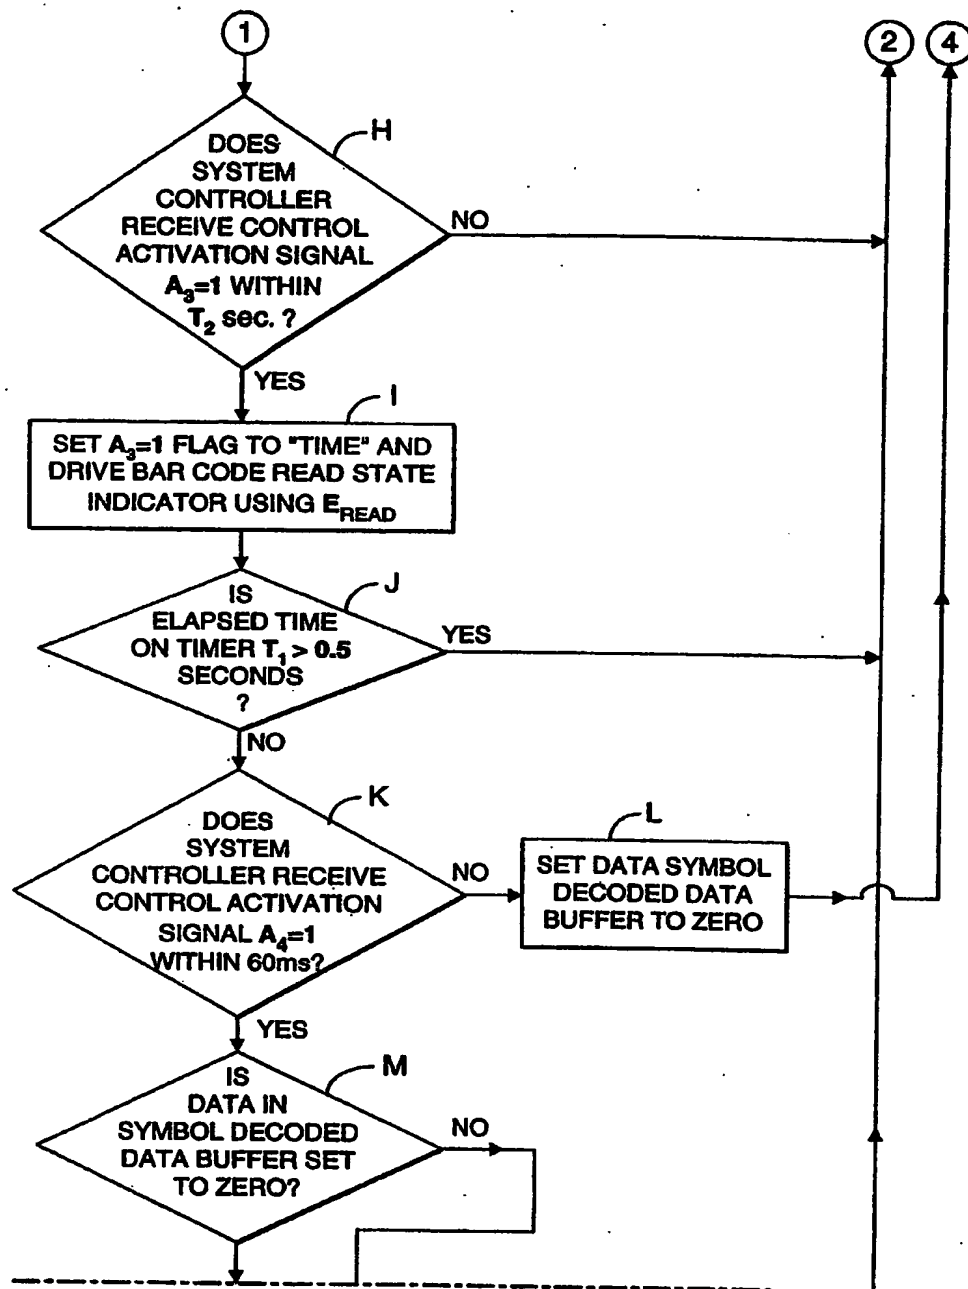 1
2
4
H
DOES
SYSTEM
CONTROLLER
RECEIVE CONTROL
ACTIVATION SIGNAL
A₃=1 WITHIN
T₂ sec. ?
NO
YES
I
SET A₃=1 FLAG TO "TIME" AND
DRIVE BAR CODE READ STATE
INDICATOR USING E_READ
J
IS
ELAPSED TIME
ON TIMER T₁ > 0.5
SECONDS
?
YES
NO
K
DOES
SYSTEM
CONTROLLER RECEIVE
CONTROL ACTIVATION
SIGNAL A₄=1
WITHIN 60ms?
NO
L
SET DATA SYMBOL
DECODED DATA
BUFFER TO ZERO
YES
M
IS
DATA IN
SYMBOL DECODED
DATA BUFFER SET
TO ZERO?
NO